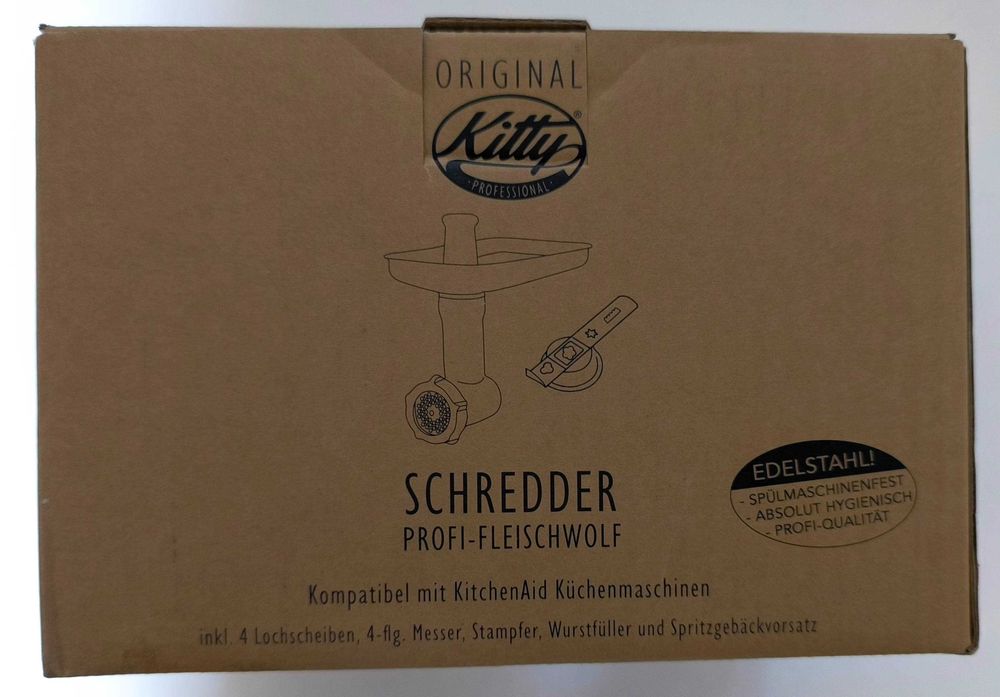 ORIGINAL
Kitty®
· PROFESSIONAL ·
SCHREDDER
PROFI-FLEISCHWOLF
EDELSTAHL!
- SPÜLMASCHINENFEST
- ABSOLUT HYGIENISCH
- PROFI-QUALITÄT
Kompatibel mit KitchenAid Küchenmaschinen
inkl. 4 Lochscheiben, 4-flg. Messer, Stampfer, Wurstfüller und Spritzgebäckvorsatz